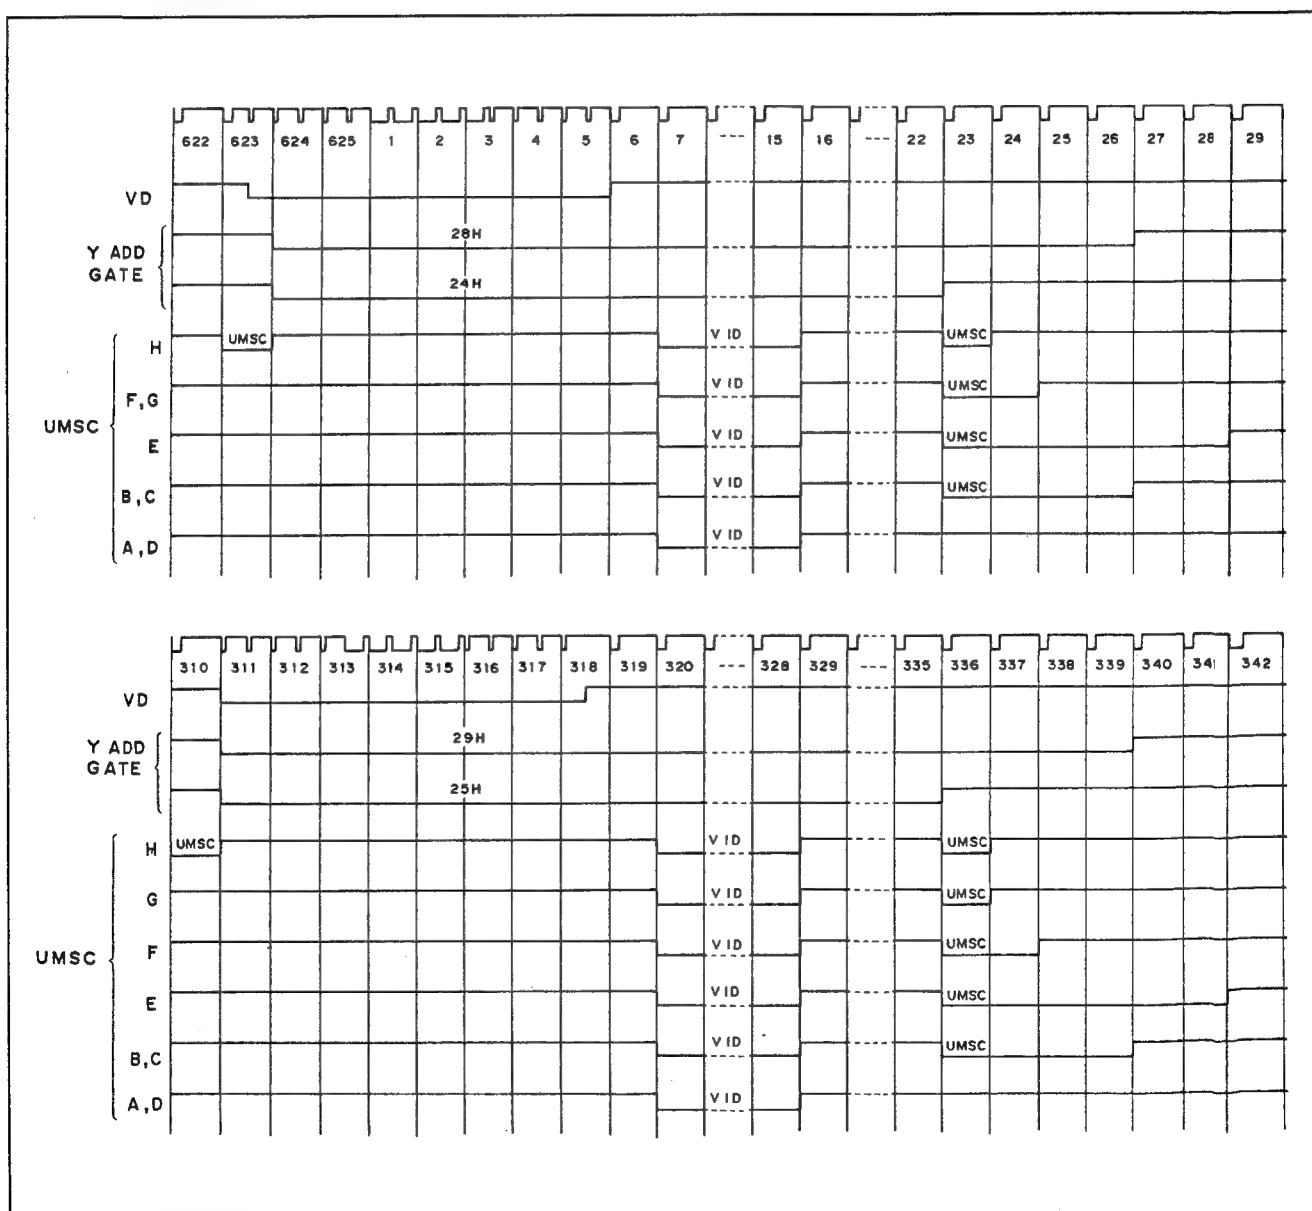 622 623 624 625 1 2 3 4 5 6 7 --- 15 16 --- 22 23 24 25 26 27 28 29
VD
Y ADD GATE
28H
24H
UMSC
H UMSC VID UMSC
F,G VID UMSC
E VID UMSC
B,C VID UMSC
A,D VID
310 311 312 313 314 315 316 317 318 319 320 --- 328 329 --- 335 336 337 338 339 340 341 342
VD
Y ADD GATE
29H
25H
UMSC
H UMSC VID UMSC
G VID UMSC
F VID UMSC
E VID UMSC
B,C VID UMSC
A,D VID